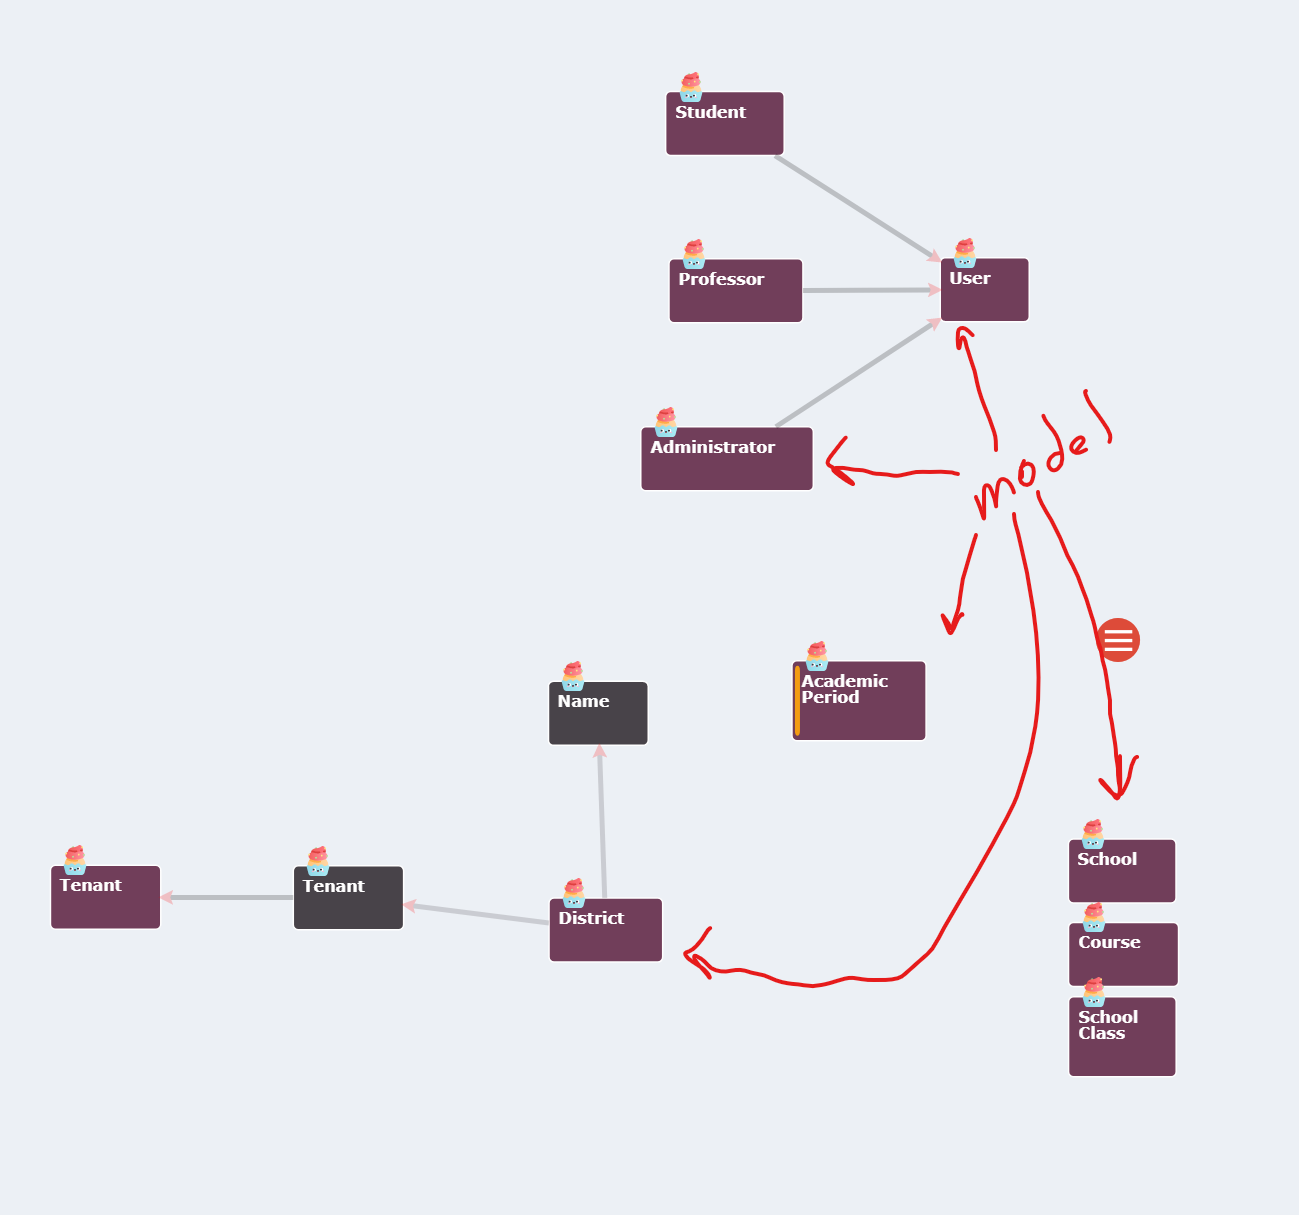 Student
Professor
User
Administrator
model
Name
Academic
Period
Tenant
Tenant
District
School
Course
School
Class